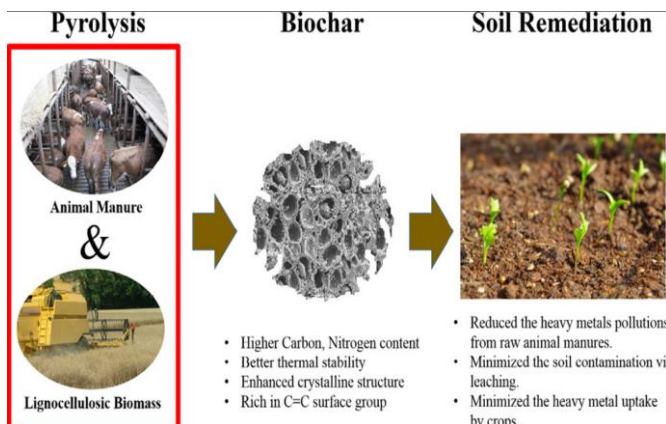 Pyrolysis
Biochar
Soil Remediation
Animal Manure
&
Lignocellulosic Biomass
• Higher Carbon, Nitrogen content
• Better thermal stability
• Enhanced crystalline structure
• Rich in C=C surface group
• Reduced the heavy metals pollutions
from raw animal manures.
• Minimized the soil contamination vi
leaching.
• Minimized the heavy metal uptake
by crops